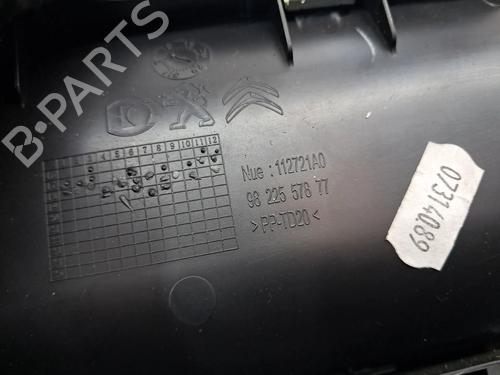 B-PARTS
1 2 3 4 5 6 7 8 9 10 11 12
Nue : 112721A0
98 225 578 77
>PP-TD20<
07314089